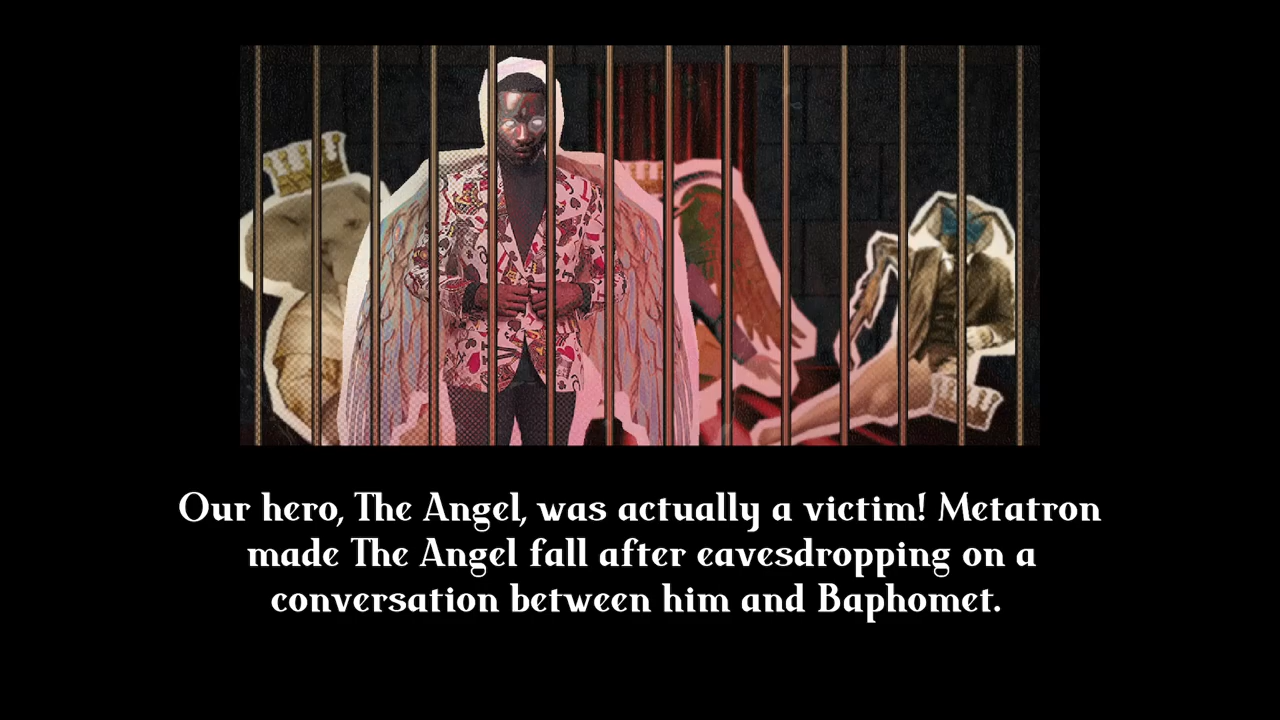 Our hero, The Angel, was actually a victim! Metatron
made The Angel fall after eavesdropping on a
conversation between him and Baphomet.